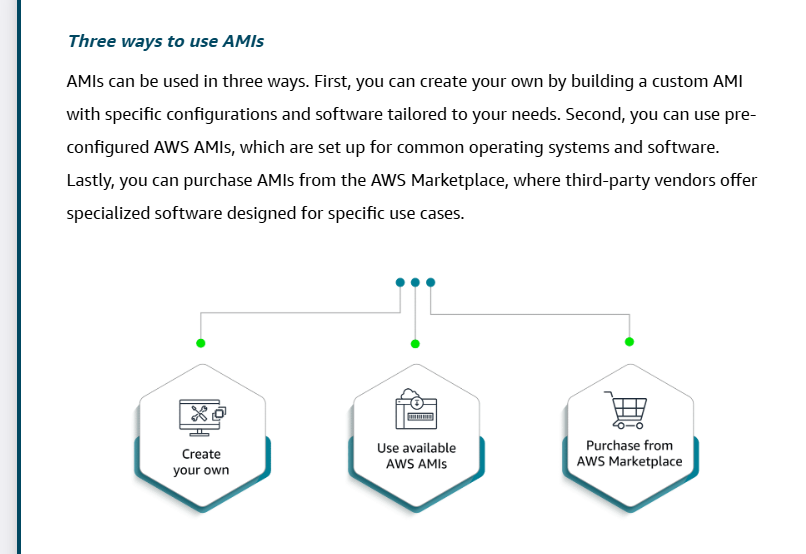 Three ways to use AMIs
AMIs can be used in three ways. First, you can create your own by building a custom AMI
with specific configurations and software tailored to your needs. Second, you can use pre-
configured AWS AMIs, which are set up for common operating systems and software.
Lastly, you can purchase AMIs from the AWS Marketplace, where third-party vendors offer
specialized software designed for specific use cases.
Create
your own
Use available
AWS AMIs
Purchase from
AWS Marketplace